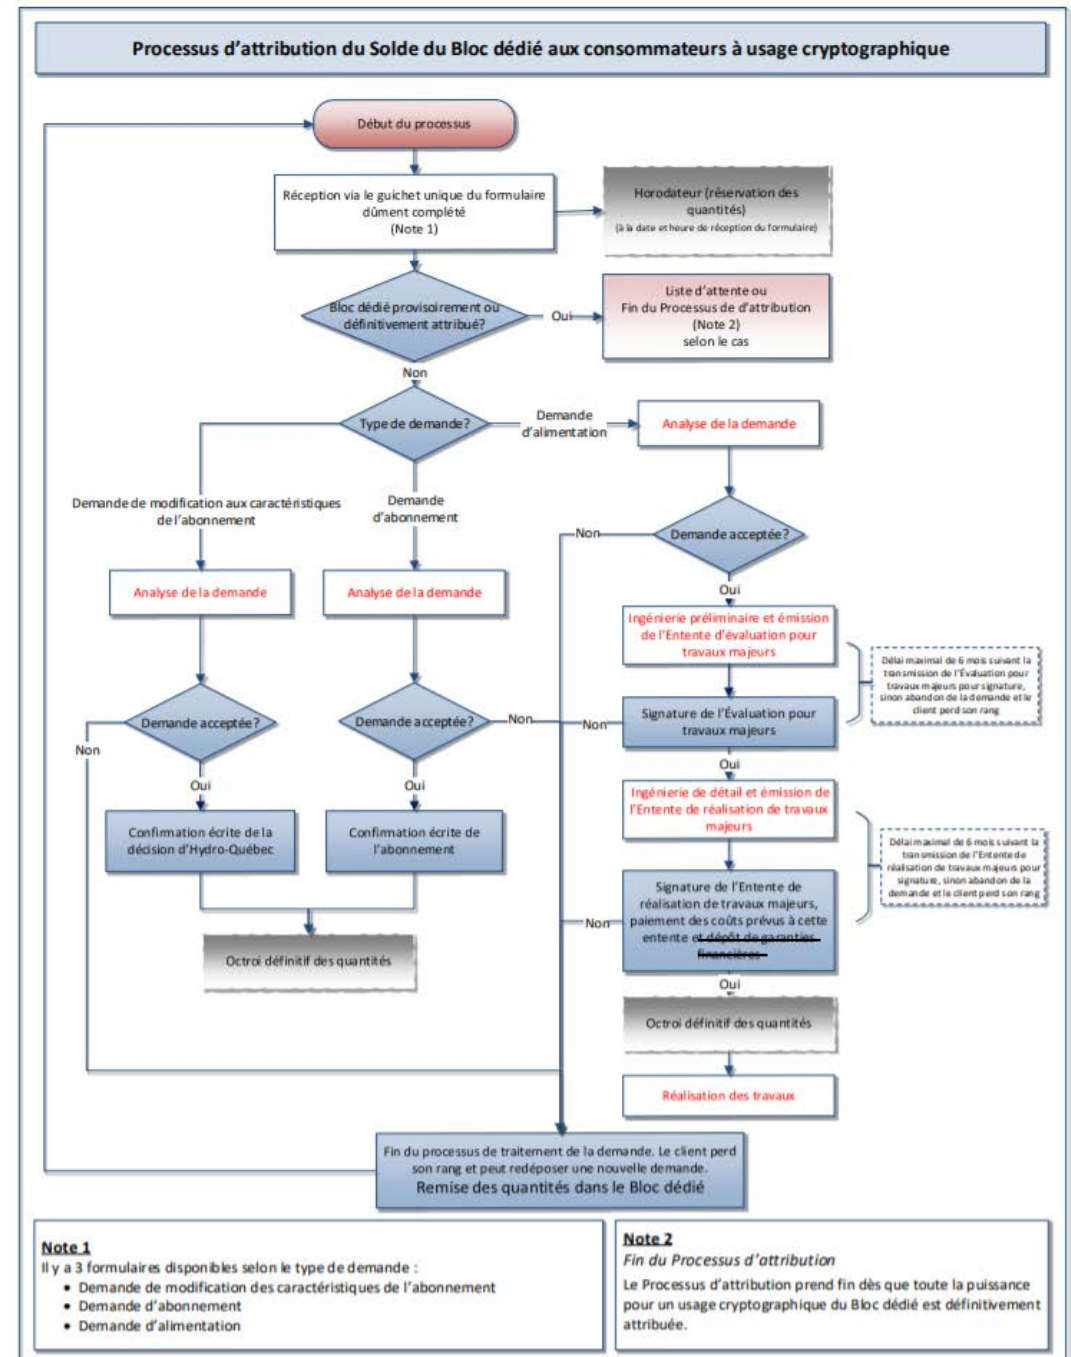 Processus d'attribution du Solde du Bloc dédié aux consommateurs à usage cryptographique
Début du processus
Réception via le guichet unique du formulaire
dûment complété
(Note 1)
Horodateur (réservation des
quantités)
(à la date et heure de réception du formulaire)
Bloc dédié provisoirement ou
définitivement attribué?
Oui
Liste d'attente ou
Fin du Processus de d'attribution
(Note 2)
selon le cas
Non
Type de demande?
Demande
d'alimentation
Analyse de la demande
Demande de modification aux caractéristiques
de l'abonnement
Demande
d'abonnement
Non
Demande acceptée?
Oui
Analyse de la demande
Analyse de la demande
Ingénierie préliminaire et émission
de l'Entente d'évaluation pour
travaux majeurs
Délai maximal de 6 mois suivant la
transmission de l'Évaluation pour
travaux majeurs pour signature,
sinon abandon de la demande et le
client perd son rang
Demande acceptée?
Non
Demande acceptée?
Non
Non
Signature de l'Évaluation pour
travaux majeurs
Oui
Oui
Oui
Ingénierie de détail et émission de
l'Entente de réalisation de travaux
majeurs
Confirmation écrite de la
décision d'Hydro-Québec
Confirmation écrite de
l'abonnement
Délai maximal de 6 mois suivant la
transmission de l'Entente de
réalisation de travaux majeurs pour
signature, sinon abandon de la
demande et le client perd son rang
Non
Signature de l'Entente de
réalisation de travaux majeurs,
paiement des coûts prévus à cette
entente et dépôt de garanties
financières
Octroi définitif des quantités
Oui
Octroi définitif des quantités
Réalisation des travaux
Fin du processus de traitement de la demande. Le client perd
son rang et peut redéposer une nouvelle demande.
Remise des quantités dans le Bloc dédié
Note 1
Il y a 3 formulaires disponibles selon le type de demande :
• Demande de modification des caractéristiques de l'abonnement
• Demande d'abonnement
• Demande d'alimentation
Note 2
Fin du Processus d'attribution
Le Processus d'attribution prend fin dès que toute la puissance
pour un usage cryptographique du Bloc dédié est définitivement
attribuée.